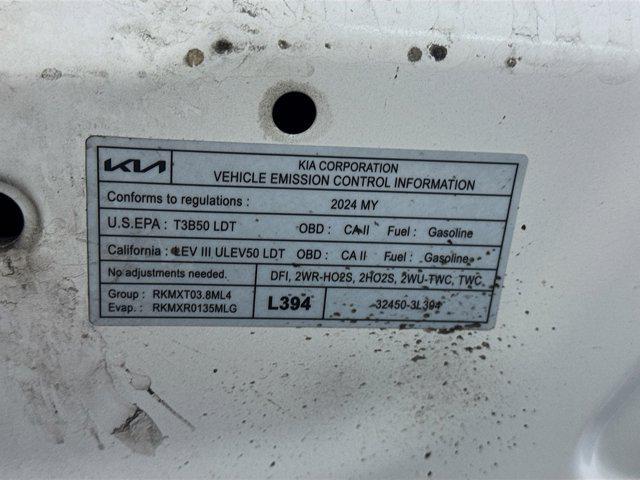 KIA
KIA CORPORATION
VEHICLE EMISSION CONTROL INFORMATION
Conforms to regulations : 2024 MY
U.S.EPA : T3B50 LDT OBD : CA II Fuel : Gasoline
California : LEV III ULEV50 LDT OBD : CA II Fuel : Gasoline
No adjustments needed. DFI, 2WR-HO2S, 2HO2S, 2WU-TWC, TWC
Group : RKMXT03.8ML4
Evap. : RKMXR0135MLG
L394
32450-3L394